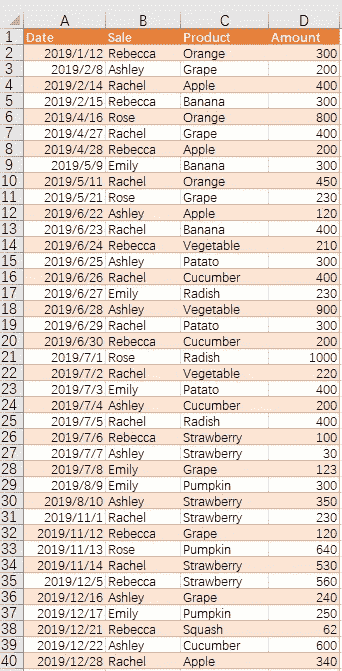 A B C D
1 Date Sale Product Amount
2 2019/1/12 Rebecca Orange 300
3 2019/2/8 Ashley Grape 200
4 2019/2/14 Rachel Apple 400
5 2019/2/15 Rebecca Banana 300
6 2019/4/16 Rose Orange 800
7 2019/4/27 Rachel Grape 400
8 2019/4/28 Rebecca Apple 200
9 2019/5/9 Emily Banana 300
10 2019/5/11 Rachel Orange 450
11 2019/5/21 Rose Grape 230
12 2019/6/22 Ashley Apple 120
13 2019/6/23 Rachel Banana 400
14 2019/6/24 Rebecca Vegetable 210
15 2019/6/25 Ashley Patato 300
16 2019/6/26 Rachel Cucumber 400
17 2019/6/27 Emily Radish 230
18 2019/6/28 Ashley Vegetable 900
19 2019/6/29 Rachel Patato 300
20 2019/6/30 Rebecca Cucumber 200
21 2019/7/1 Rose Radish 1000
22 2019/7/2 Rachel Vegetable 220
23 2019/7/3 Emily Patato 400
24 2019/7/4 Ashley Cucumber 200
25 2019/7/5 Rachel Radish 400
26 2019/7/6 Rebecca Strawberry 100
27 2019/7/7 Ashley Strawberry 30
28 2019/7/8 Emily Grape 123
29 2019/8/9 Emily Pumpkin 300
30 2019/8/10 Ashley Strawberry 350
31 2019/11/1 Rachel Strawberry 230
32 2019/11/12 Rebecca Grape 120
33 2019/11/13 Rose Pumpkin 640
34 2019/11/14 Rachel Strawberry 530
35 2019/12/5 Rebecca Strawberry 560
36 2019/12/16 Ashley Grape 240
37 2019/12/17 Emily Pumpkin 250
38 2019/12/21 Rebecca Squash 62
39 2019/12/22 Ashley Cucumber 600
40 2019/12/28 Rachel Apple 340